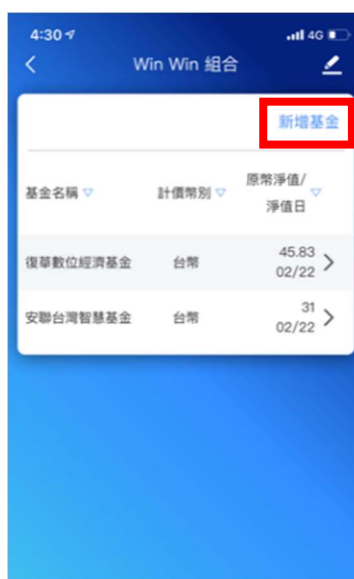 4:30 4G
Win Win 組合
新增基金
基金名稱 ▽ 計價幣別 ▽ 原幣淨值/
淨值日 ▽
復華數位經濟基金 台幣 45.83
02/22
安聯台灣智慧基金 台幣 31
02/22